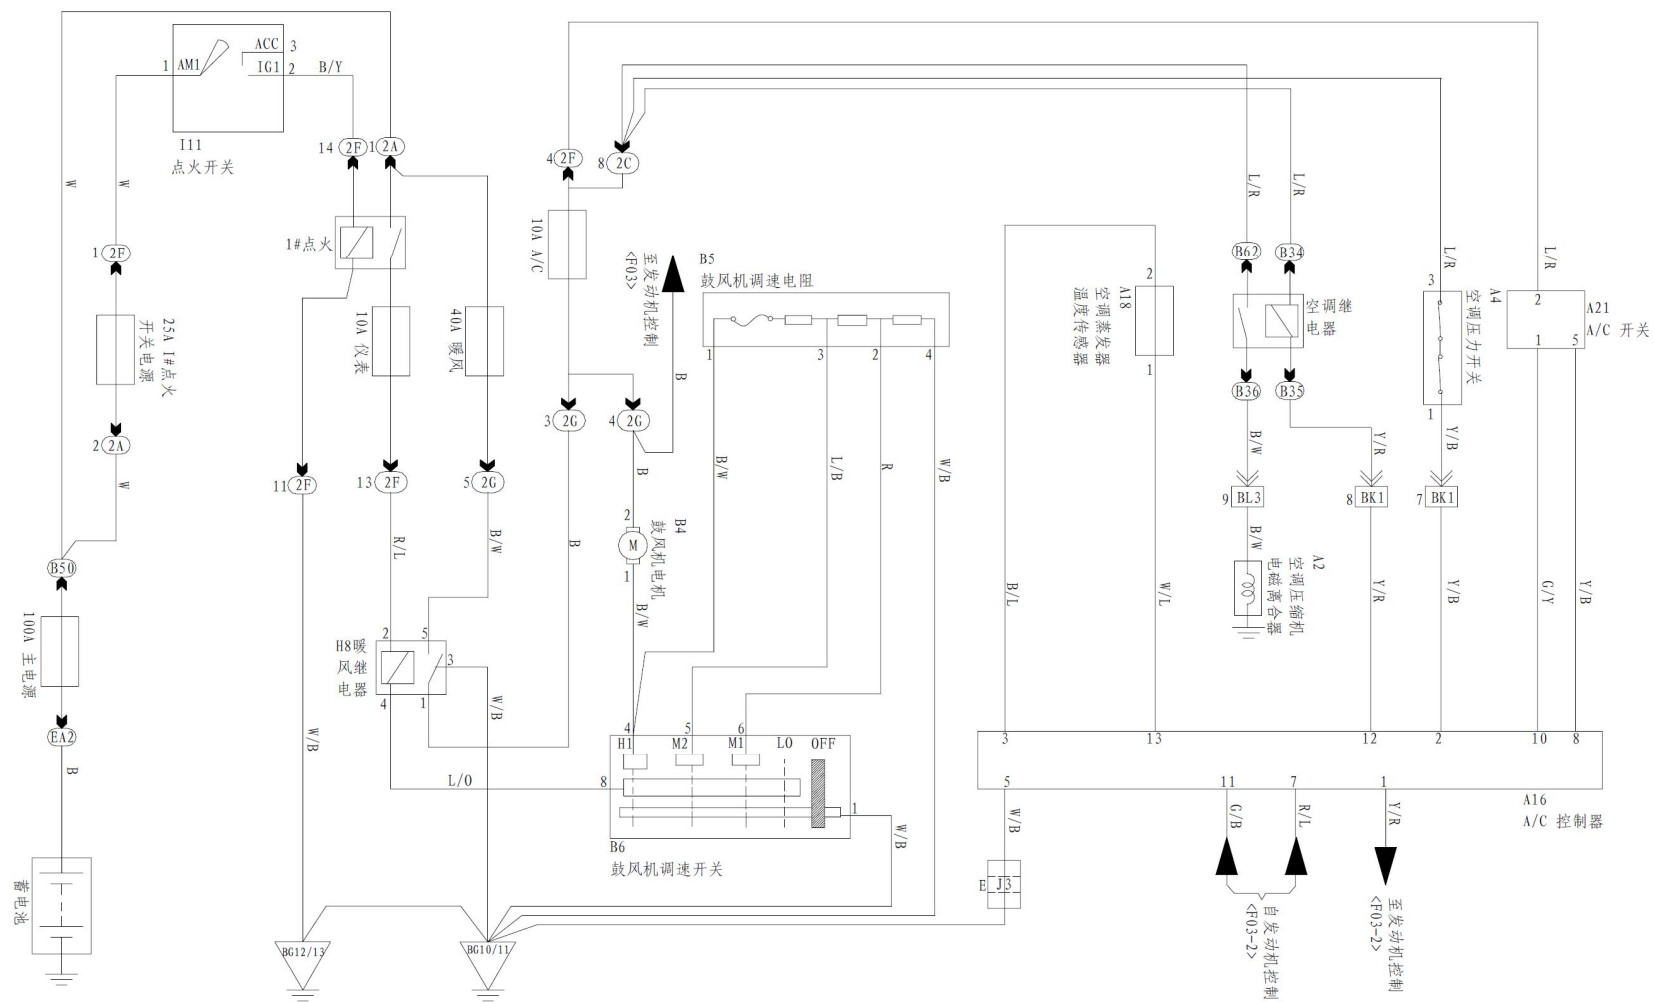 ACC 3
1 AM1
IG1 2 B/Y
I11
点火开关
14 2F
1 2A
4 2F
8 2C
W
W
1 2F
1#点火
10A A/C
至发动机控制
<F03>
B5
鼓风机调速电阻
1
3
2
4
25A I#点火
开关电源
10A 仪表
40A 暖风
2 2A
W
3 2G
4 2G
B
B
11 2F
13 2F
5 2G
B50
R/L
B/W
B
2
M
1
B4
鼓风机电机
B/W
B/W
L/B
R
W/B
100A 主电源
EA2
B
蓄电池
H8暖
风继
电器
2
5
3
4
1
W/B
W/B
L/O
8
4
5
6
H1
M2
M1
LO
OFF
1
W/B
B6
鼓风机调速开关
BG12/13
BG10/11
2
A18
空调蒸发器
温度传感器
1
B/L
W/L
L/R
L/R
B62
B34
空调继
电器
B36
B35
B/W
9 BL3
B/W
A2
空调压缩机
电磁离合器
Y/R
8 BK1
Y/R
L/R
3
A4
空调压力开关
1
Y/B
7 BK1
Y/B
L/R
2
A21
A/C 开关
1
5
G/Y
Y/B
3
13
12
2
10
8
5
11
7
1
A16
A/C 控制器
W/B
E J3
G/B
R/L
Y/R
自发动机控制
<F03-2>
至发动机控制
<F03-2>